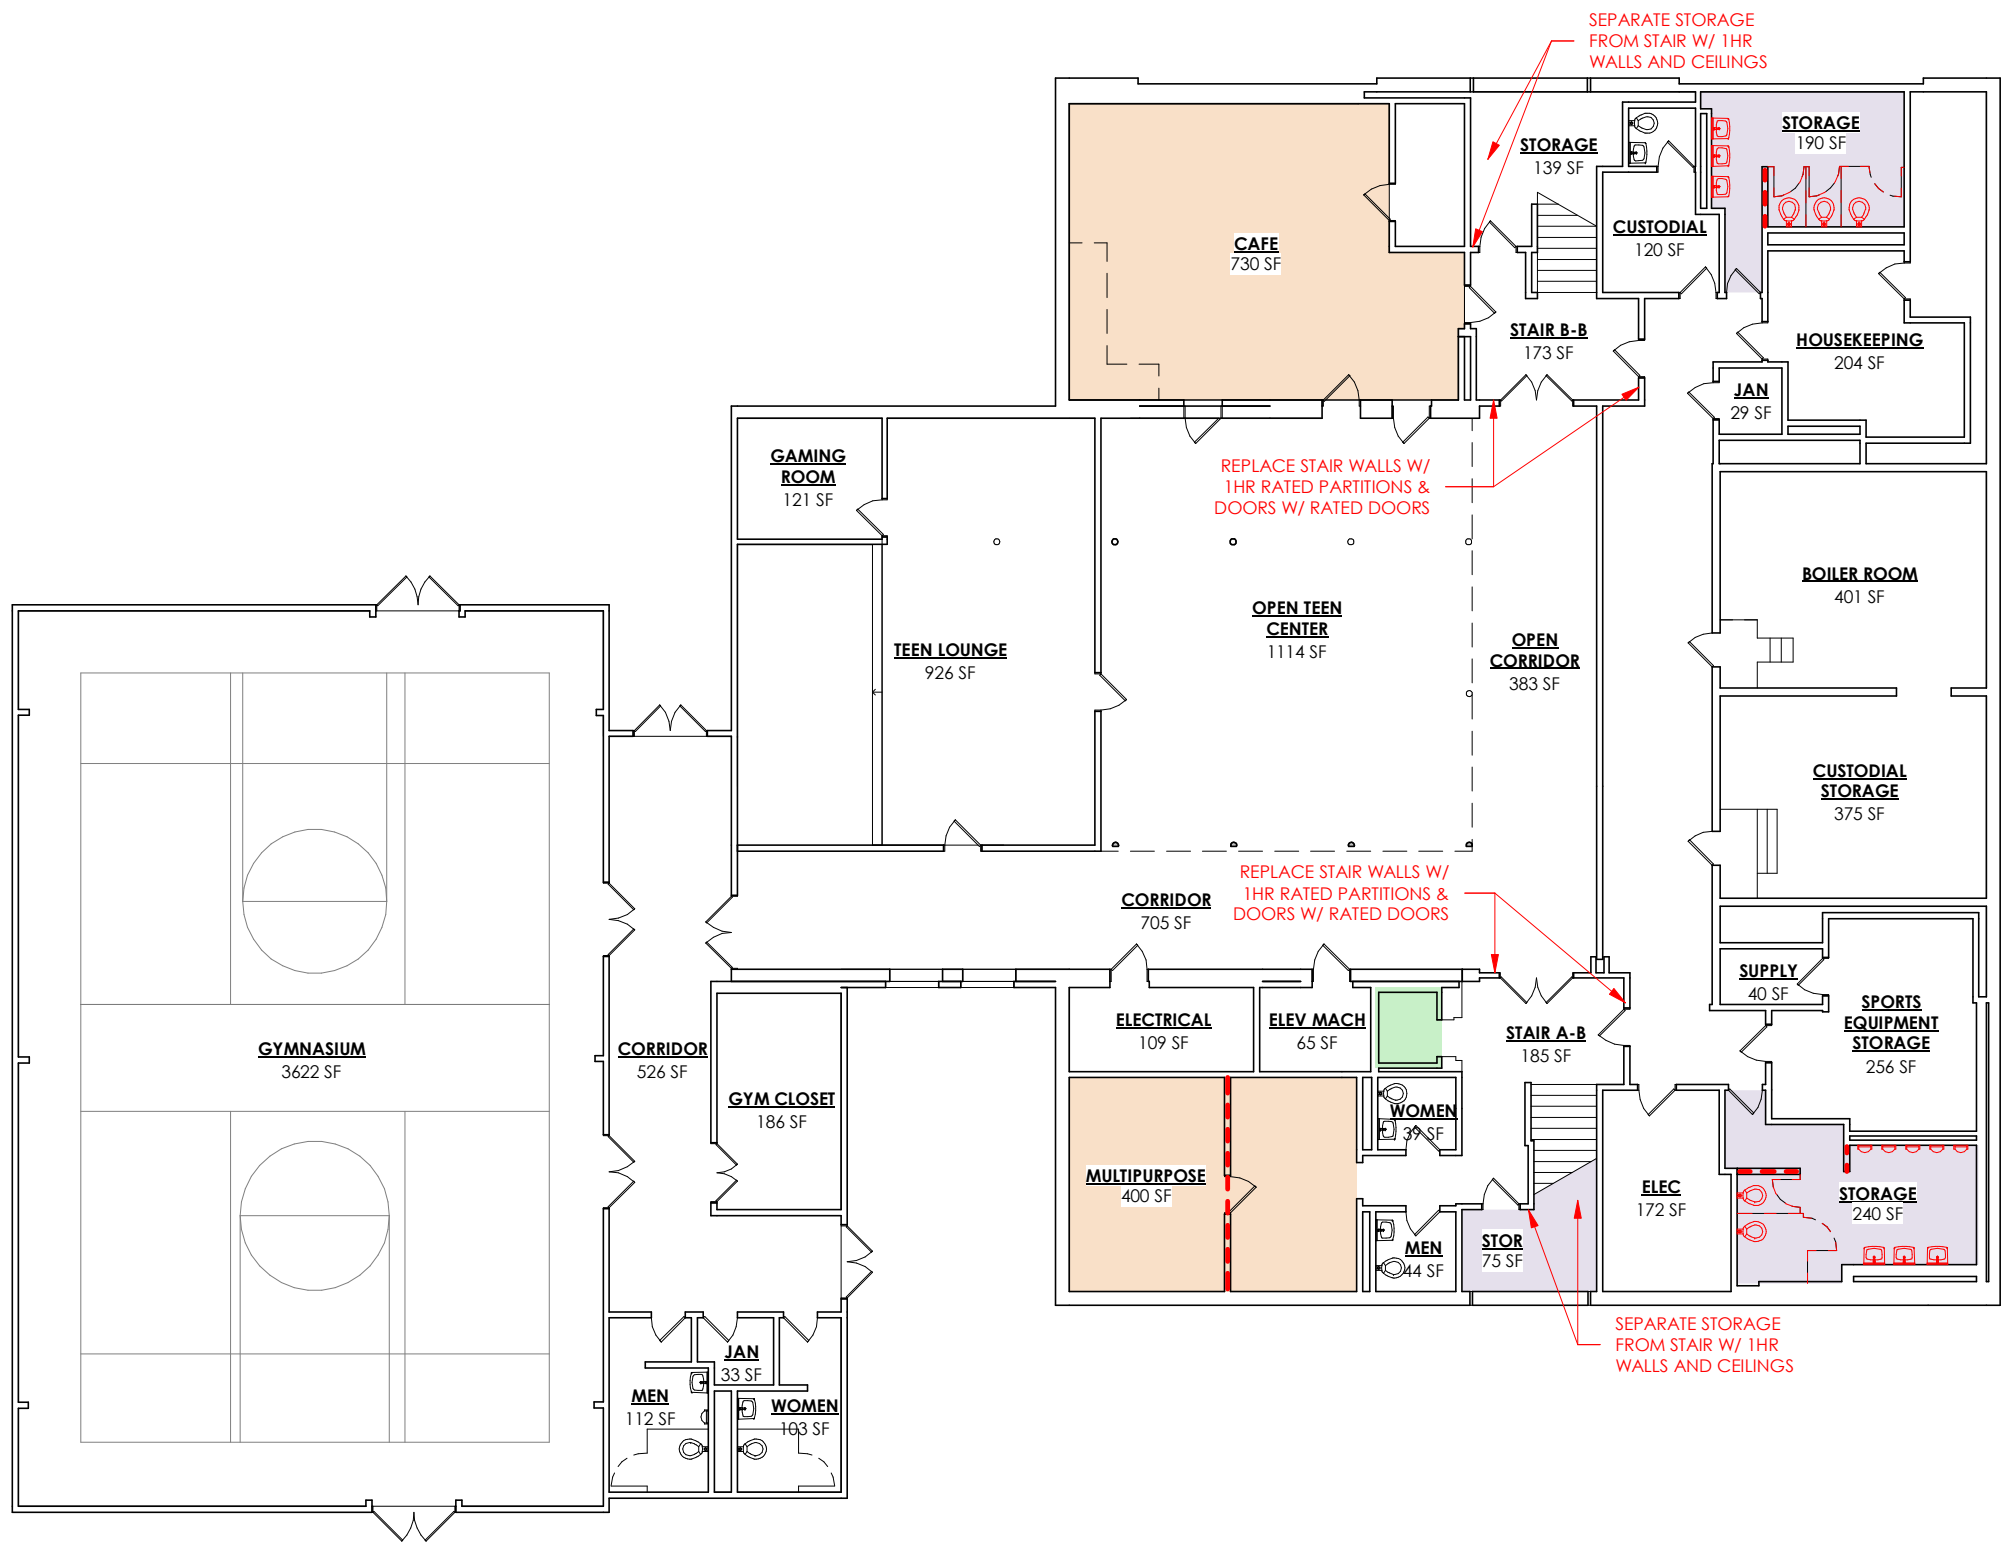 SEPARATE STORAGE
FROM STAIR W/ 1HR
WALLS AND CEILINGS
STORAGE
190 SF
STORAGE
139 SF
CUSTODIAL
120 SF
CAFE
730 SF
STAIR B-B
173 SF
HOUSEKEEPING
204 SF
JAN
29 SF
GAMING
ROOM
121 SF
REPLACE STAIR WALLS W/
1HR RATED PARTITIONS &
DOORS W/ RATED DOORS
BOILER ROOM
401 SF
OPEN TEEN
CENTER
1114 SF
TEEN LOUNGE
926 SF
OPEN
CORRIDOR
383 SF
CUSTODIAL
STORAGE
375 SF
REPLACE STAIR WALLS W/
1HR RATED PARTITIONS &
DOORS W/ RATED DOORS
CORRIDOR
705 SF
SUPPLY
40 SF
SPORTS
EQUIPMENT
STORAGE
256 SF
ELECTRICAL
109 SF
ELEV MACH
65 SF
STAIR A-B
185 SF
GYMNASIUM
3622 SF
CORRIDOR
526 SF
GYM CLOSET
186 SF
WOMEN
39 SF
MULTIPURPOSE
400 SF
ELEC
172 SF
STORAGE
240 SF
MEN
44 SF
STOR
75 SF
SEPARATE STORAGE
FROM STAIR W/ 1HR
WALLS AND CEILINGS
JAN
33 SF
MEN
112 SF
WOMEN
103 SF